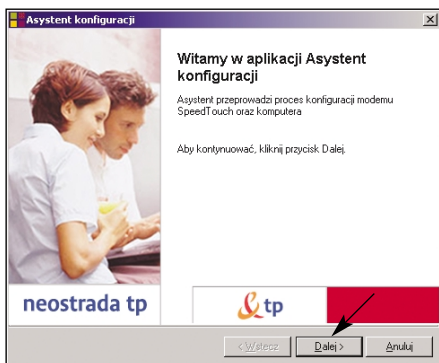 Asystent konfiguracji
Witamy w aplikacji Asystent
konfiguracji
Asystent przeprowadzi proces konfiguracji modemu
SpeedTouch oraz komputera
Aby kontynuować, kliknij przycisk Dalej.
neostrada tp
tp
< Wstecz
Dalej >
Anuluj